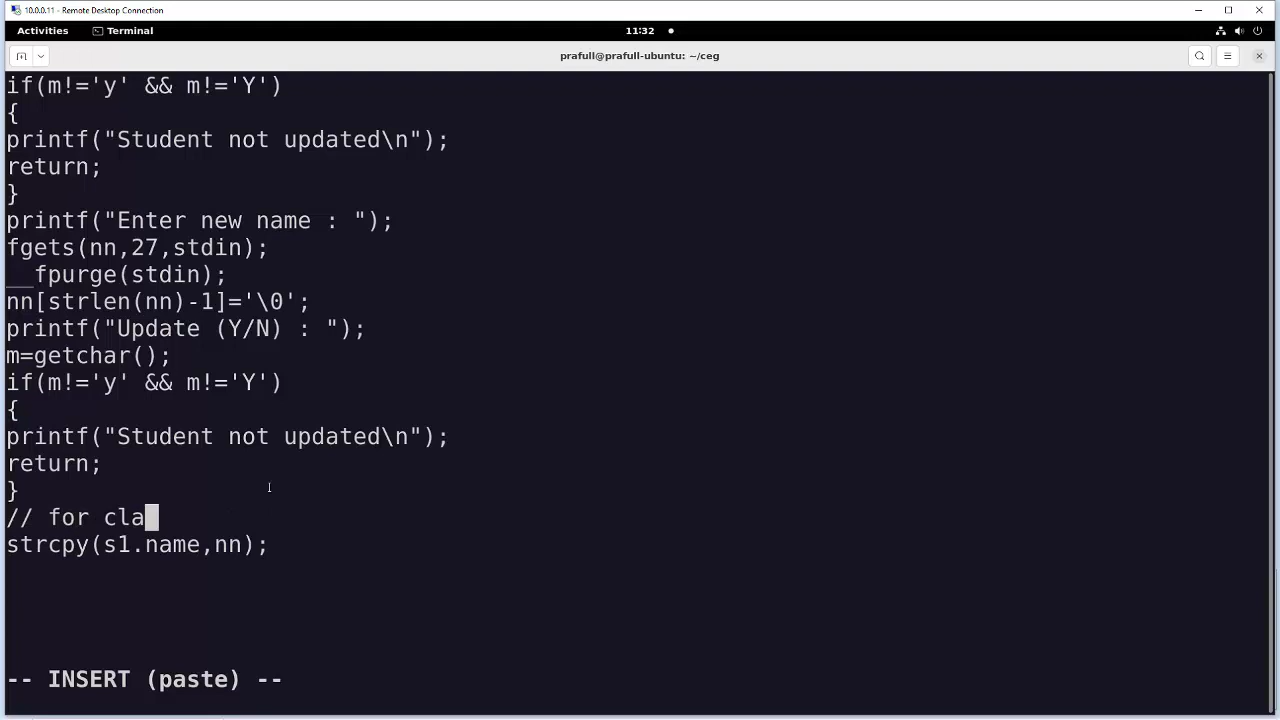 10.0.0.11 - Remote Desktop Connection
Activities
Terminal
11:32
prafull@prafull-ubuntu: ~/ceg
if(m!='y' && m!='Y')
{
printf("Student not updated\n");
return;
}
printf("Enter new name : ");
fgets(nn,27,stdin);
__fpurge(stdin);
nn[strlen(nn)-1]='\0';
printf("Update (Y/N) : ");
m=getchar();
if(m!='y' && m!='Y')
{
printf("Student not updated\n");
return;
}
// for cla
strcpy(s1.name,nn);
-- INSERT (paste) --